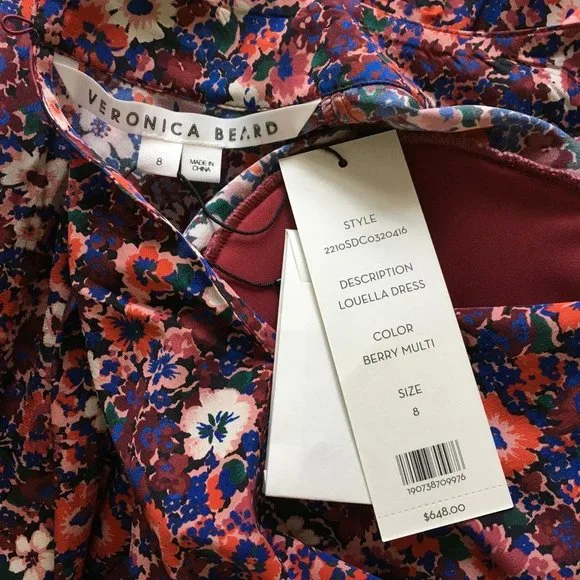 VERONICA BEARD
8
MADE IN
CHINA
STYLE
2210SDC0320416
DESCRIPTION
LOUELLA DRESS
COLOR
BERRY MULTI
SIZE
8
190738709976
$648.00